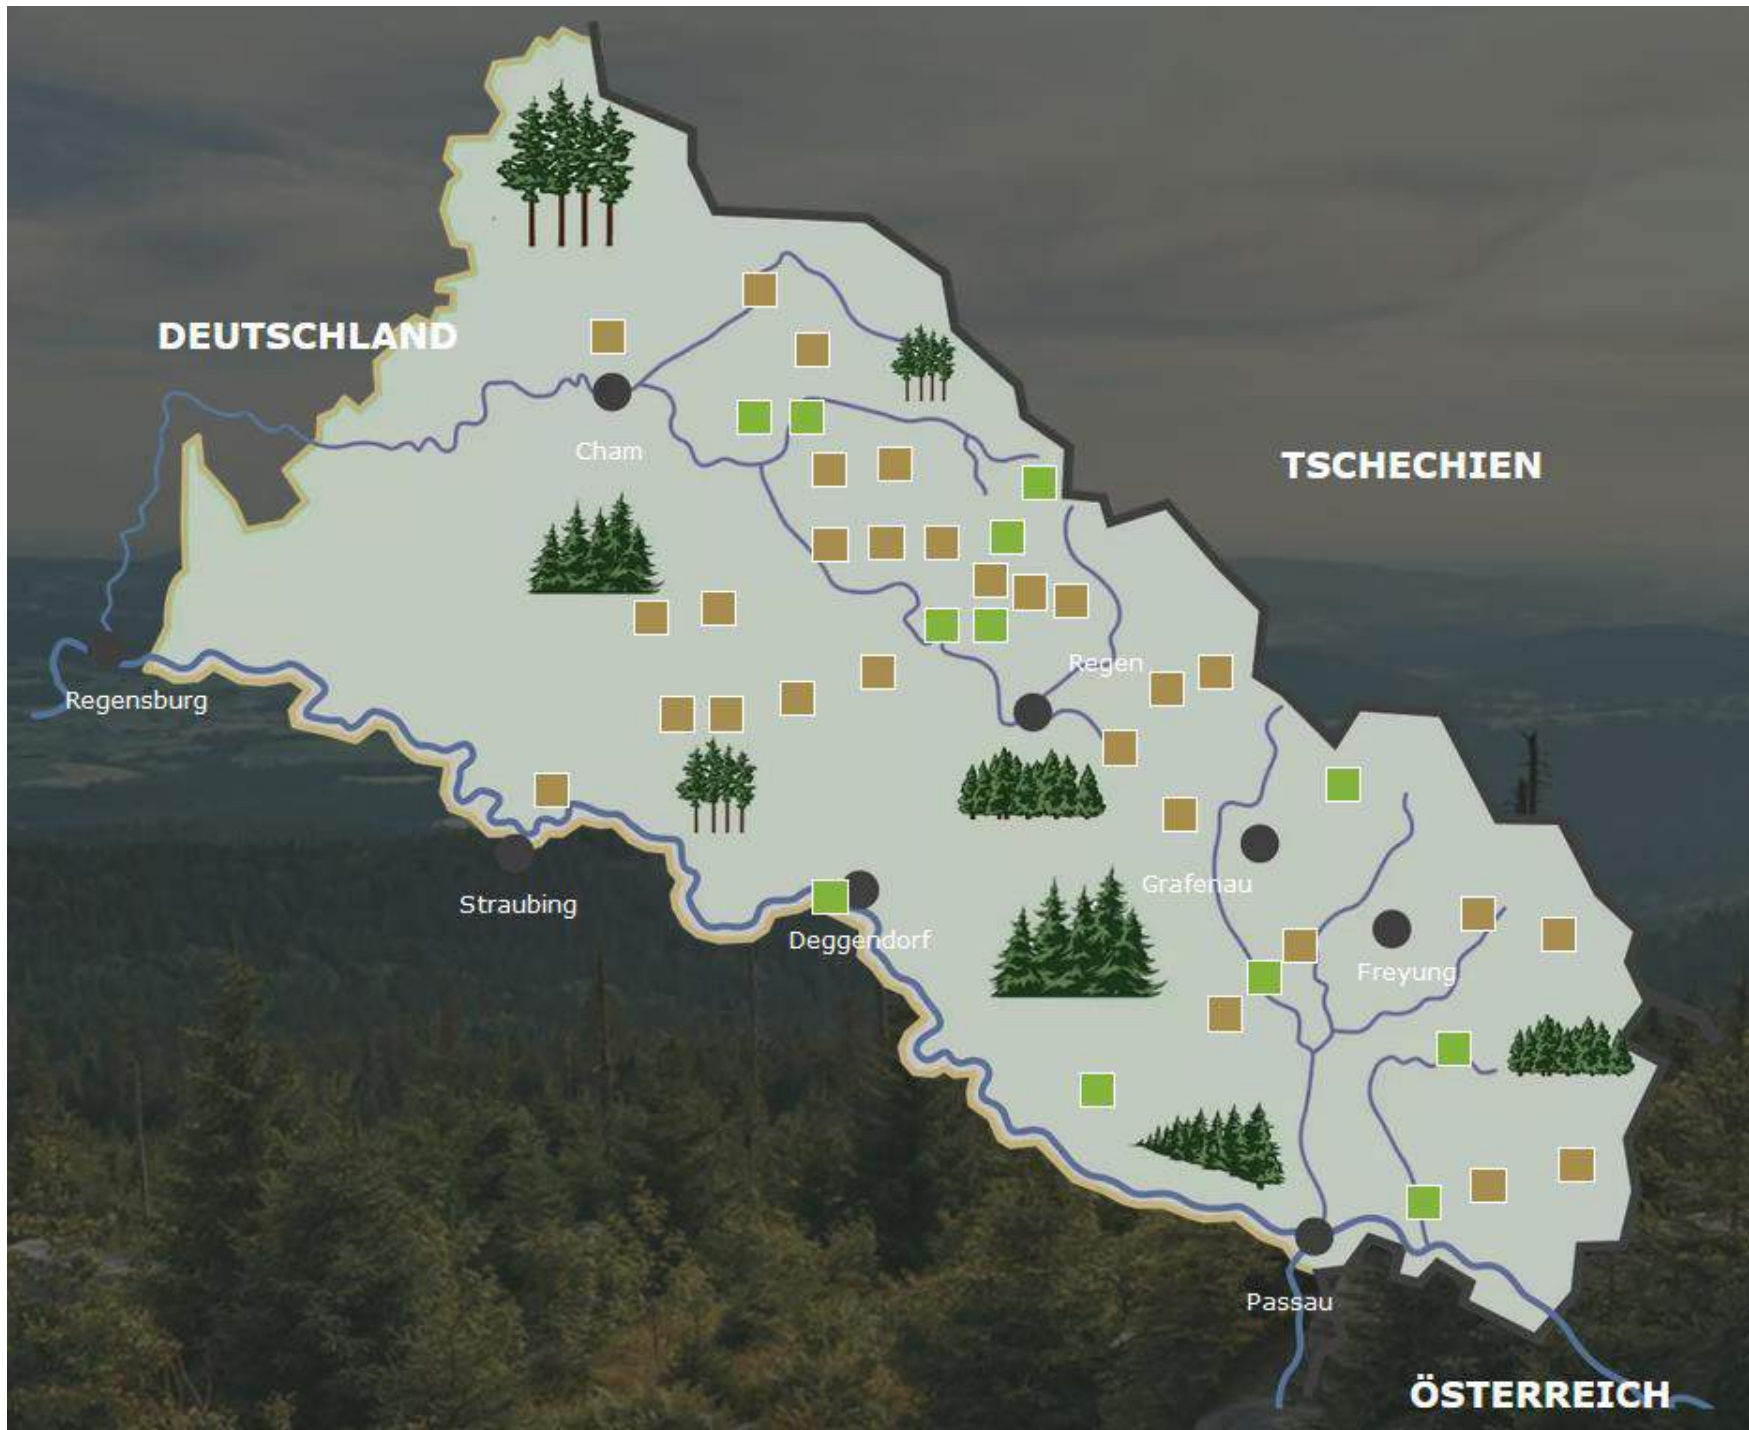 DEUTSCHLAND
Cham
TSCHECHIEN
Regen
Regensburg
Grafenau
Straubing
Deggendorf
Freyung
Passau
ÖSTERREICH